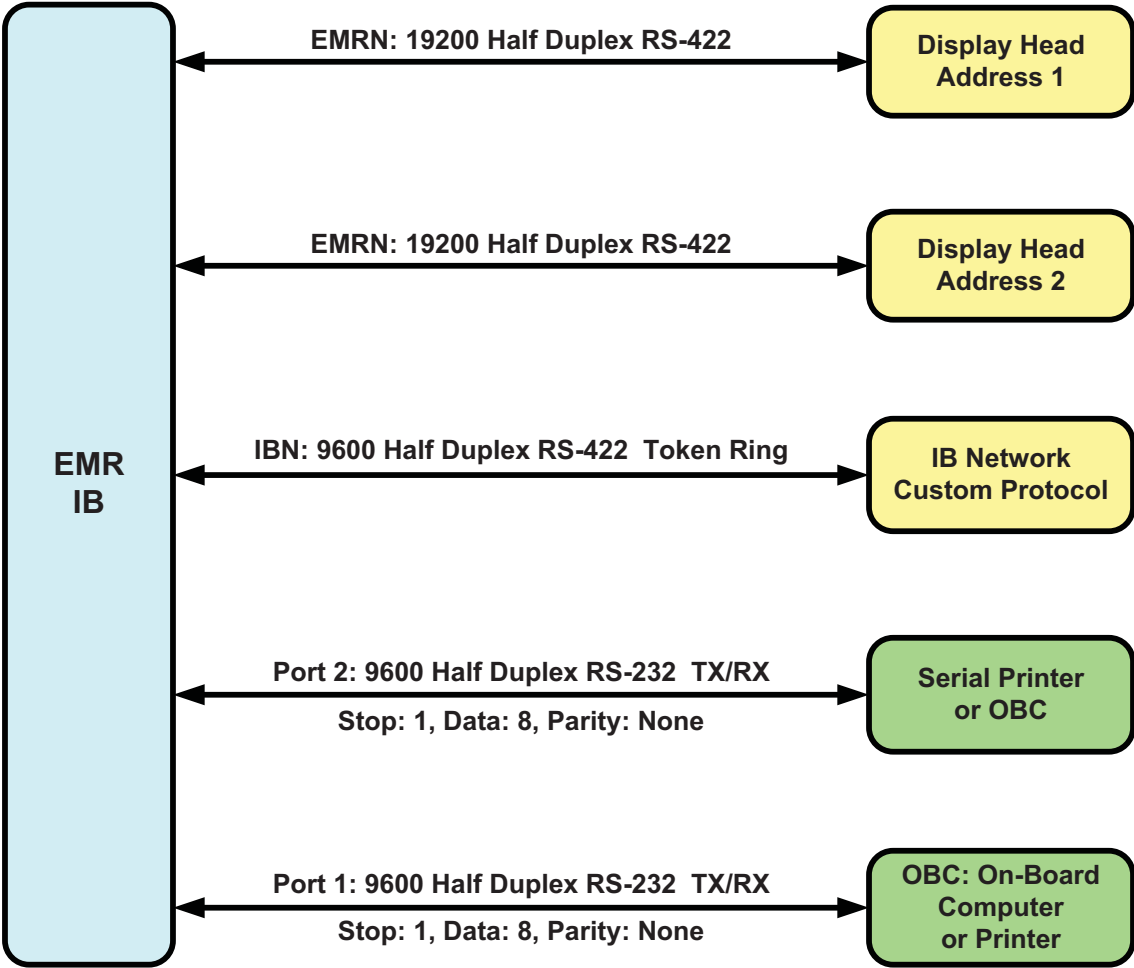 EMRN: 19200 Half Duplex RS-422
Display Head
Address 1
EMRN: 19200 Half Duplex RS-422
Display Head
Address 2
EMR
IB
IBN: 9600 Half Duplex RS-422 Token Ring
IB Network
Custom Protocol
Port 2: 9600 Half Duplex RS-232 TX/RX
Stop: 1, Data: 8, Parity: None
Serial Printer
or OBC
Port 1: 9600 Half Duplex RS-232 TX/RX
Stop: 1, Data: 8, Parity: None
OBC: On-Board
Computer
or Printer